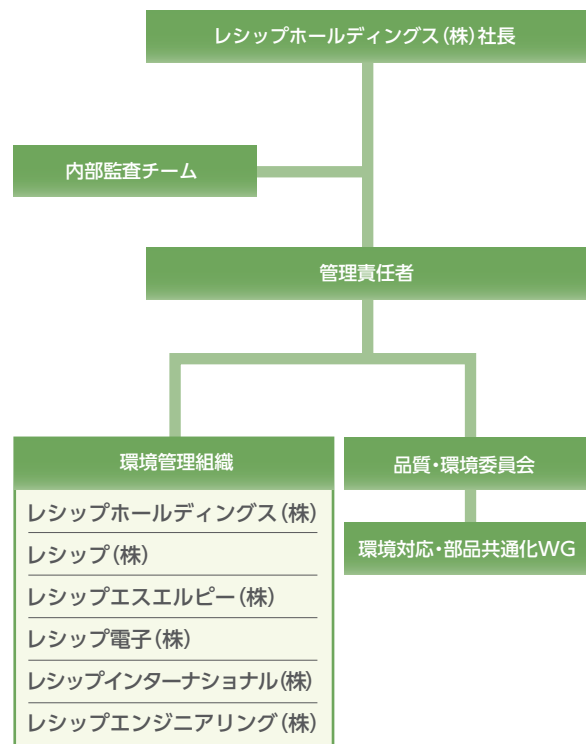 レシップホールディングス(株)社長
内部監査チーム
管理責任者
環境管理組織
レシップホールディングス(株)
レシップ(株)
レシップエスエルピー(株)
レシップ電子(株)
レシップインターナショナル(株)
レシップエンジニアリング(株)
品質・環境委員会
環境対応・部品共通化WG